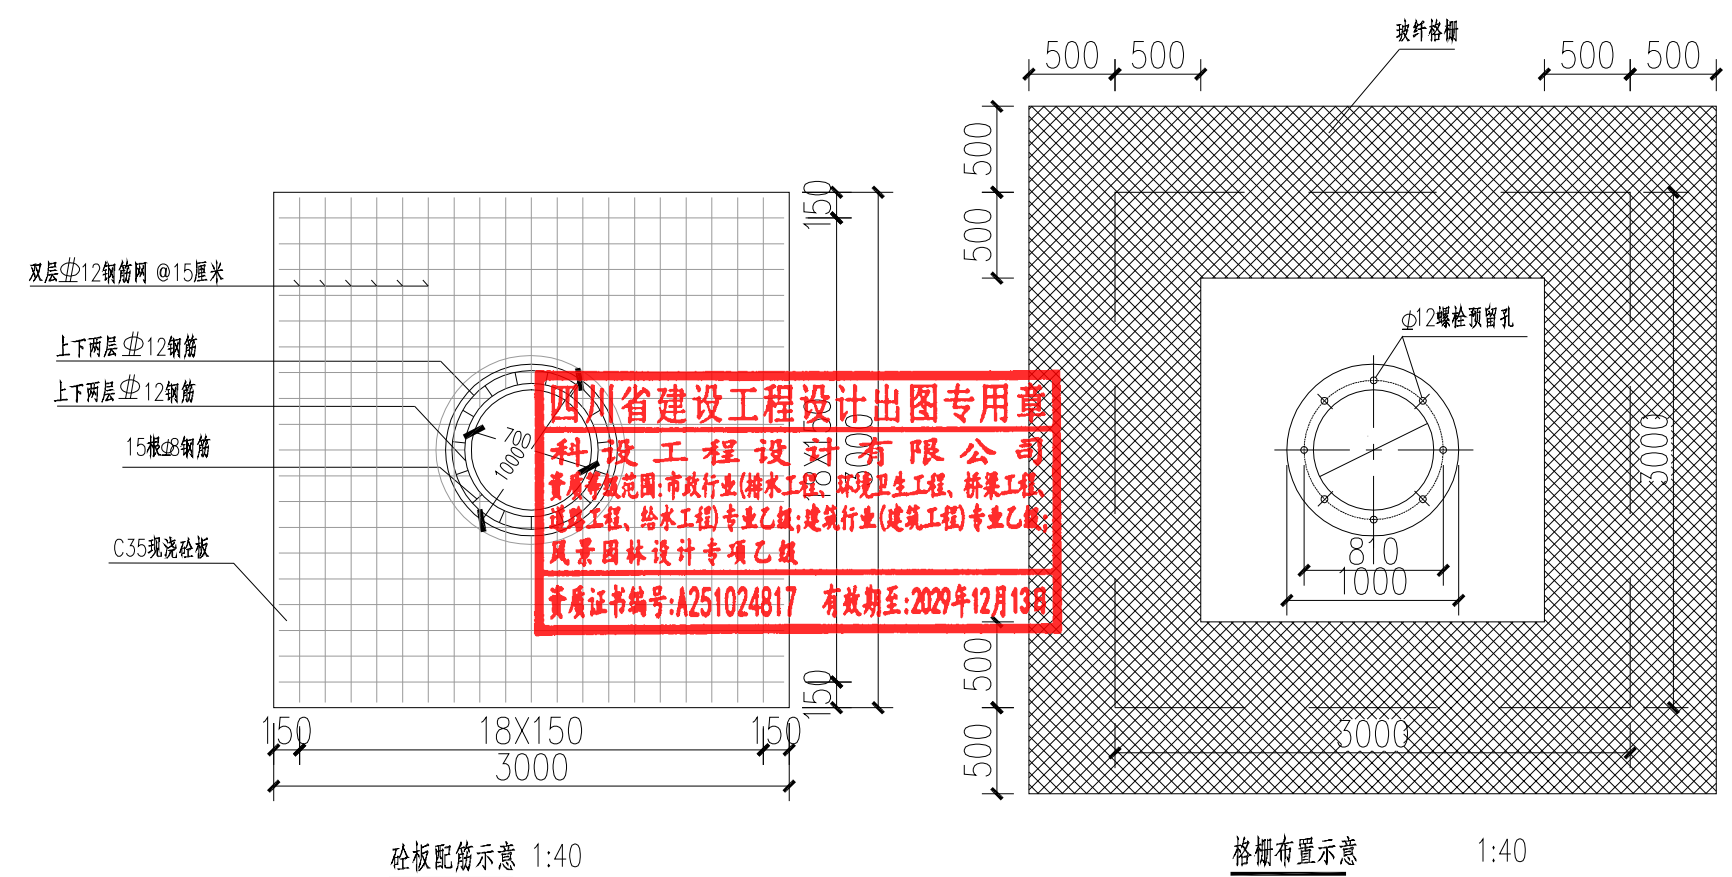 玻纤格栅
500 500 500 500
500
500
150
双层⏀12钢筋网 @15厘米
上下两层⏀12钢筋
上下两层⏀12钢筋
15根Φ8钢筋
C35现浇砼板
700
1000
18X150
3000
Φ12螺栓预留孔
810
1000
3000
四川省建设工程设计出图专用章
科设工程设计有限公司
资质等级范围:市政行业(排水工程、环境卫生工程、桥梁工程、
道路工程、给水工程)专业乙级;建筑行业(建筑工程)专业乙级;
风景园林设计专项乙级
资质证书编号:A251024817 有效期至:2029年12月13日
500
500
150
150 18X150 150
3000
3000
砼板配筋示意 1:40
格栅布置示意 1:40